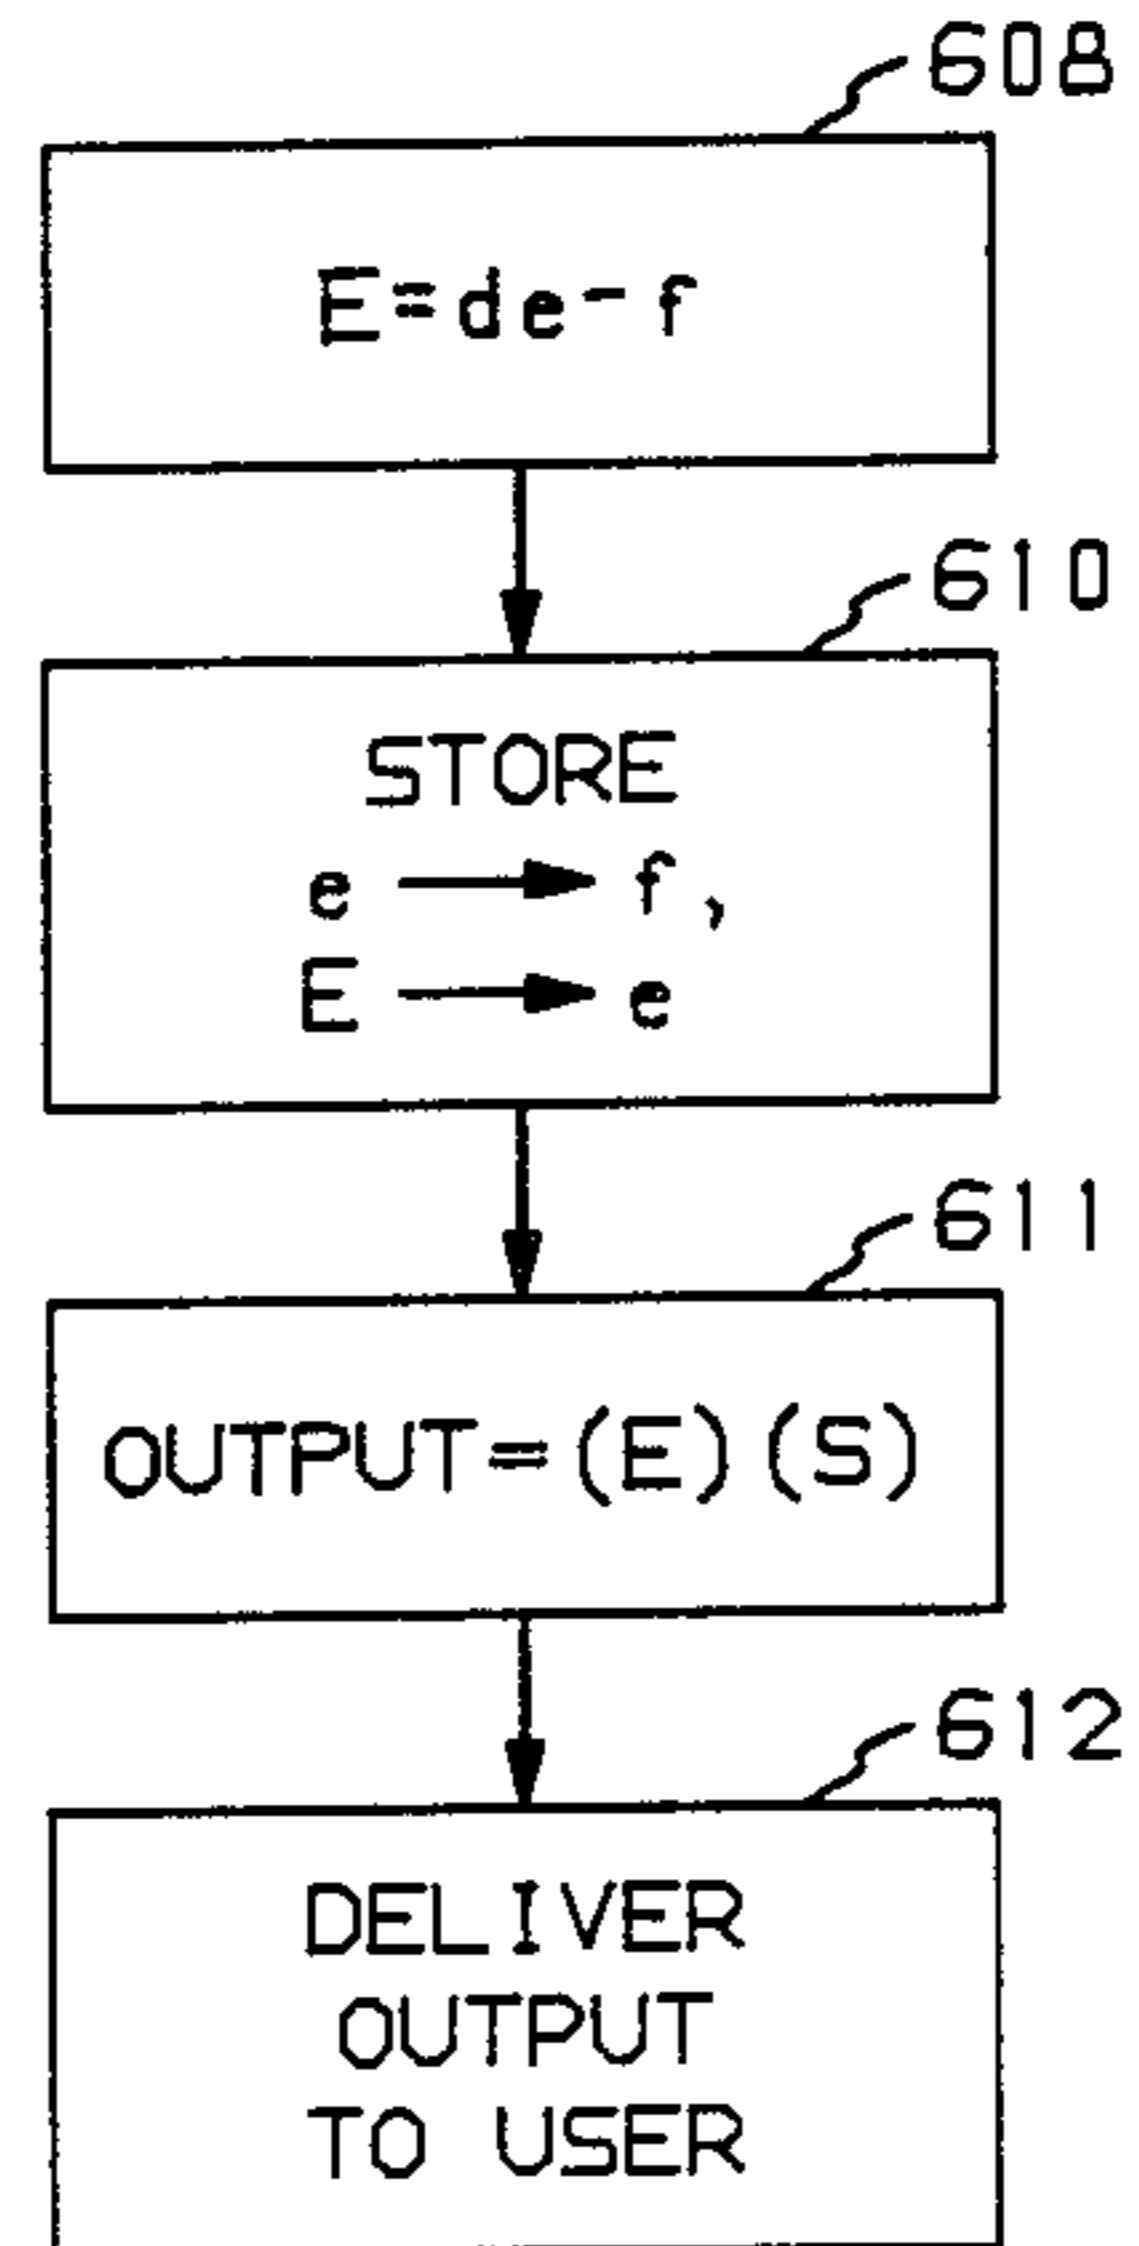 608
E=de-f
610
STORE
e → f,
E → e
611
OUTPUT=(E)(S)
612
DELIVER
OUTPUT
TO USER